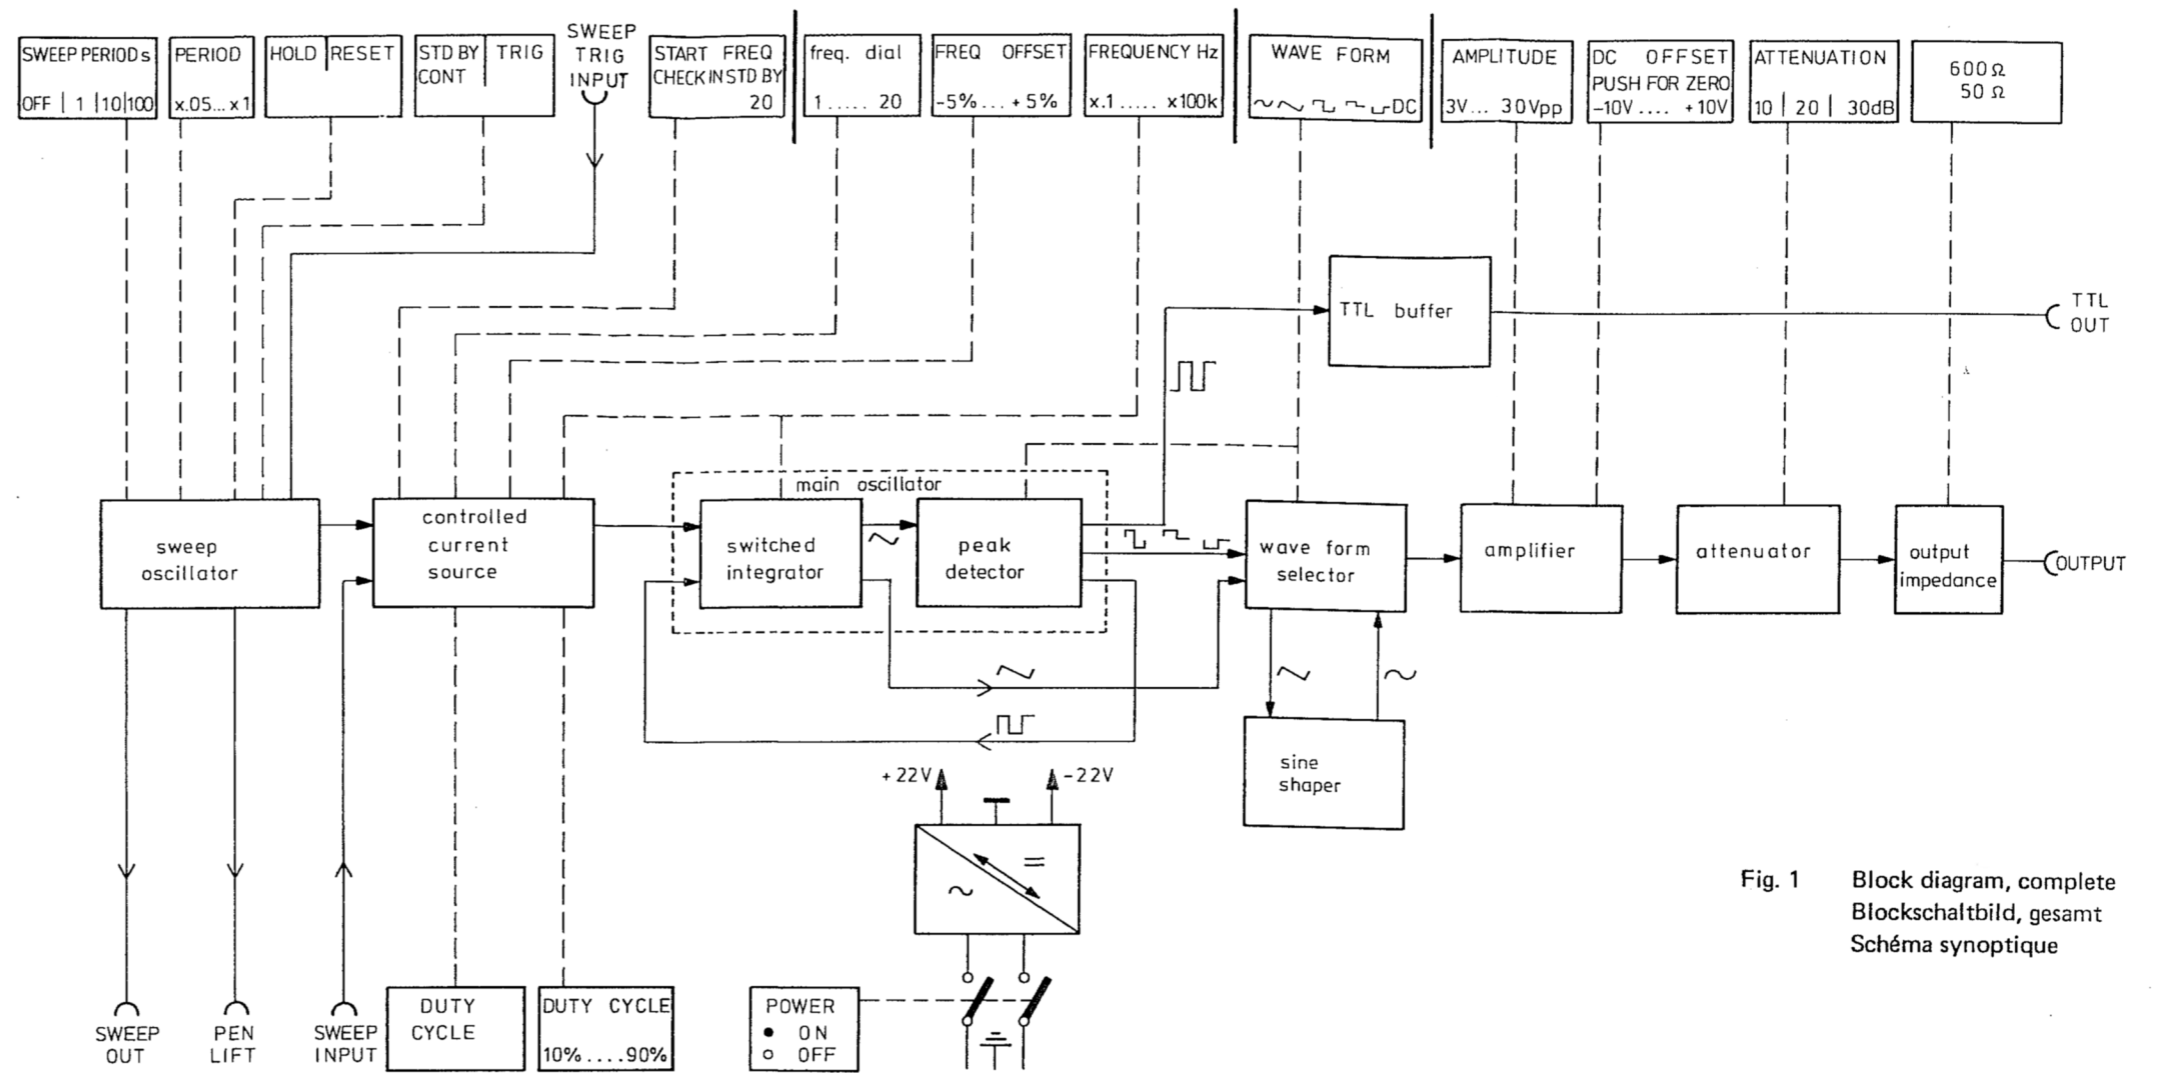 SWEEP PERIODs
OFF | 1 |10|100
PERIOD
x.05...x1
HOLD RESET
STD BY TRIG
CONT
SWEEP
TRIG
INPUT
START FREQ
CHECK IN STD BY
20
freq. dial
1..... 20
FREQ OFFSET
-5%... +5%
FREQUENCY Hz
x.1..... x100k
WAVE FORM
DC
AMPLITUDE
3V... 30Vpp
DC OFFSET
PUSH FOR ZERO
-10V.... +10V
ATTENUATION
10 | 20 | 30dB
600Ω
50 Ω
TTL buffer
TTL
OUT
main oscillator
sweep
oscillator
controlled
current
source
switched
integrator
peak
detector
wave form
selector
amplifier
attenuator
output
impedance
OUTPUT
sine
shaper
+22V
-22V
Fig. 1 Block diagram, complete
Blockschaltbild, gesamt
Schéma synoptique
SWEEP
OUT
PEN
LIFT
SWEEP
INPUT
DUTY
CYCLE
DUTY CYCLE
10%....90%
POWER
ON
OFF